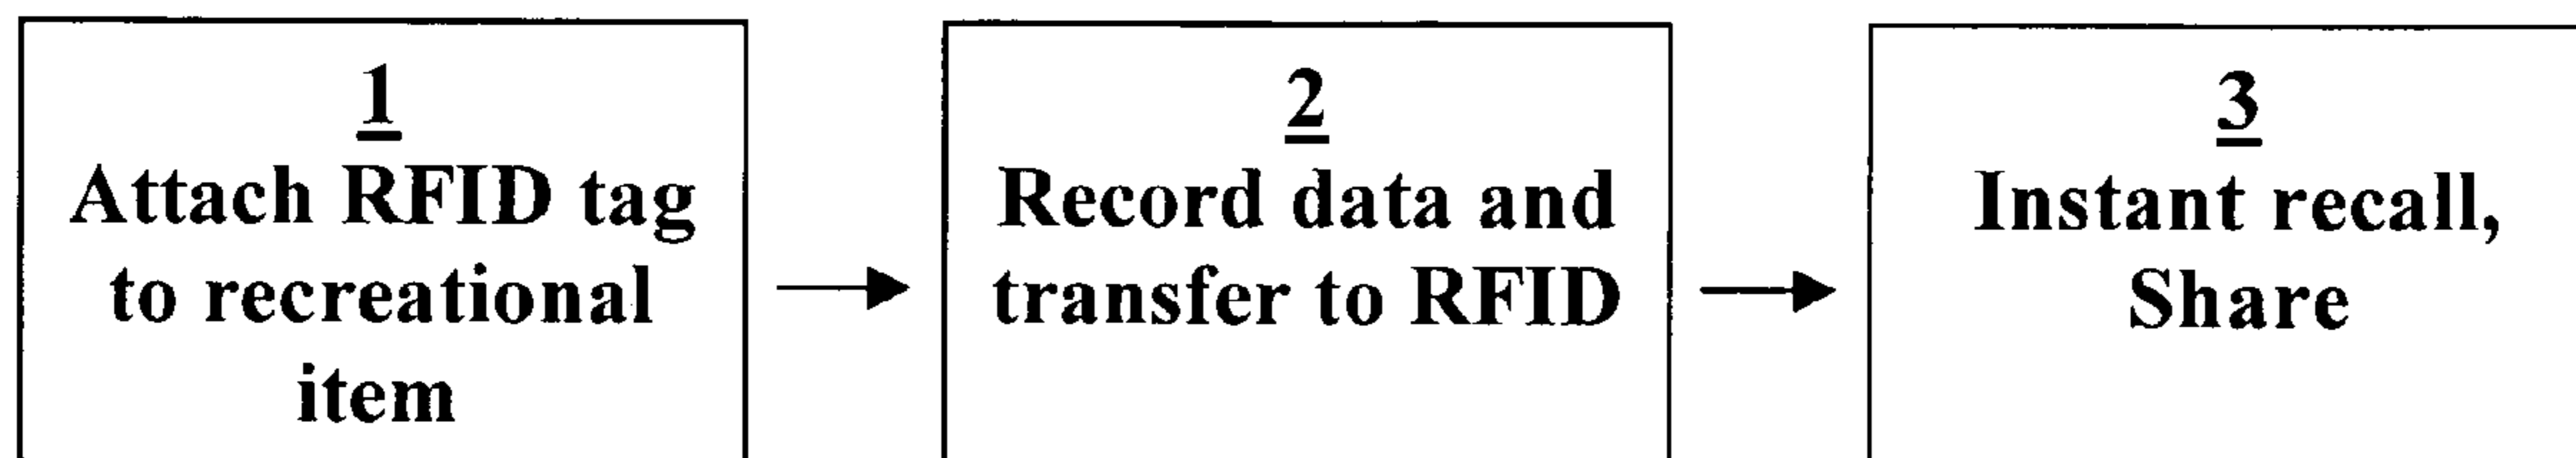 1
Attach RFID tag
to recreational
item
2
Record data and
transfer to RFID
3
Instant recall,
Share